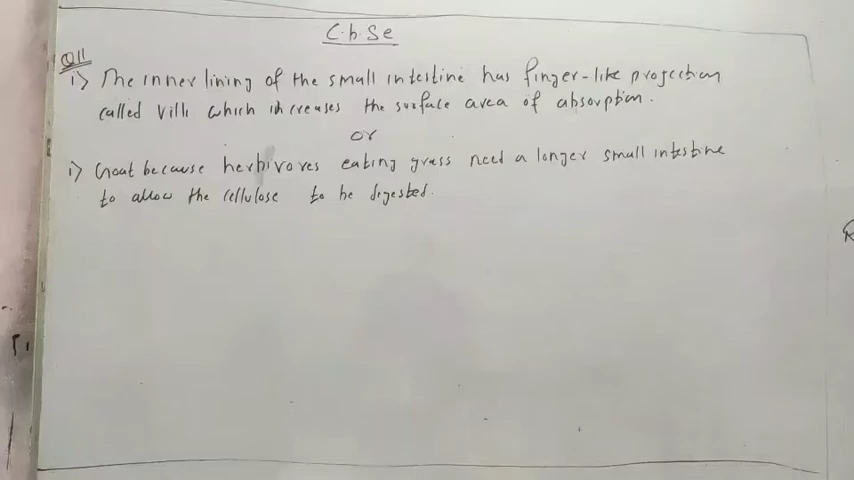 C.b.Se
Q11
i> The inner lining of the small intestine has finger-like projection
called Villi which increases the surface area of absorption.
or
i> Goat because herbivores eating grass need a longer small intestine
to allow the cellulose to be digested.